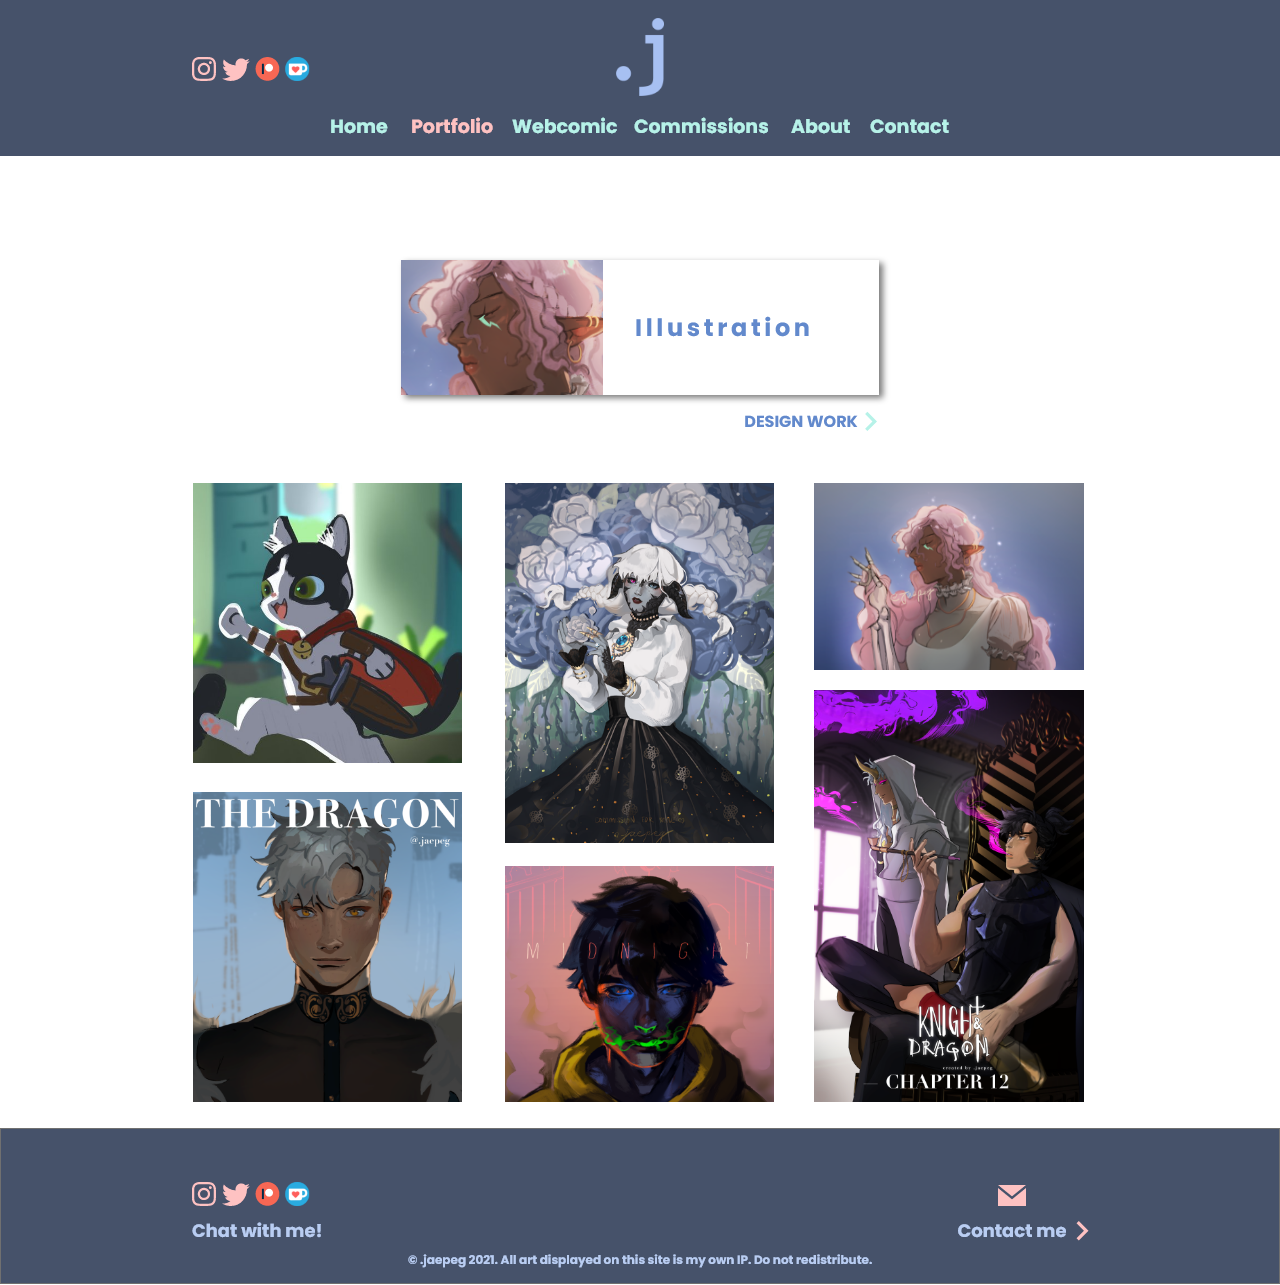 .j
Home Portfolio Webcomic Commissions About Contact
Illustration
DESIGN WORK
THE DRAGON
@.jaepeg
MIDNIGHT
KNIGHT
&
DRAGON
created by .jaepeg
CHAPTER 12
Chat with me!
Contact me
© .jaepeg 2021. All art displayed on this site is my own IP. Do not redistribute.